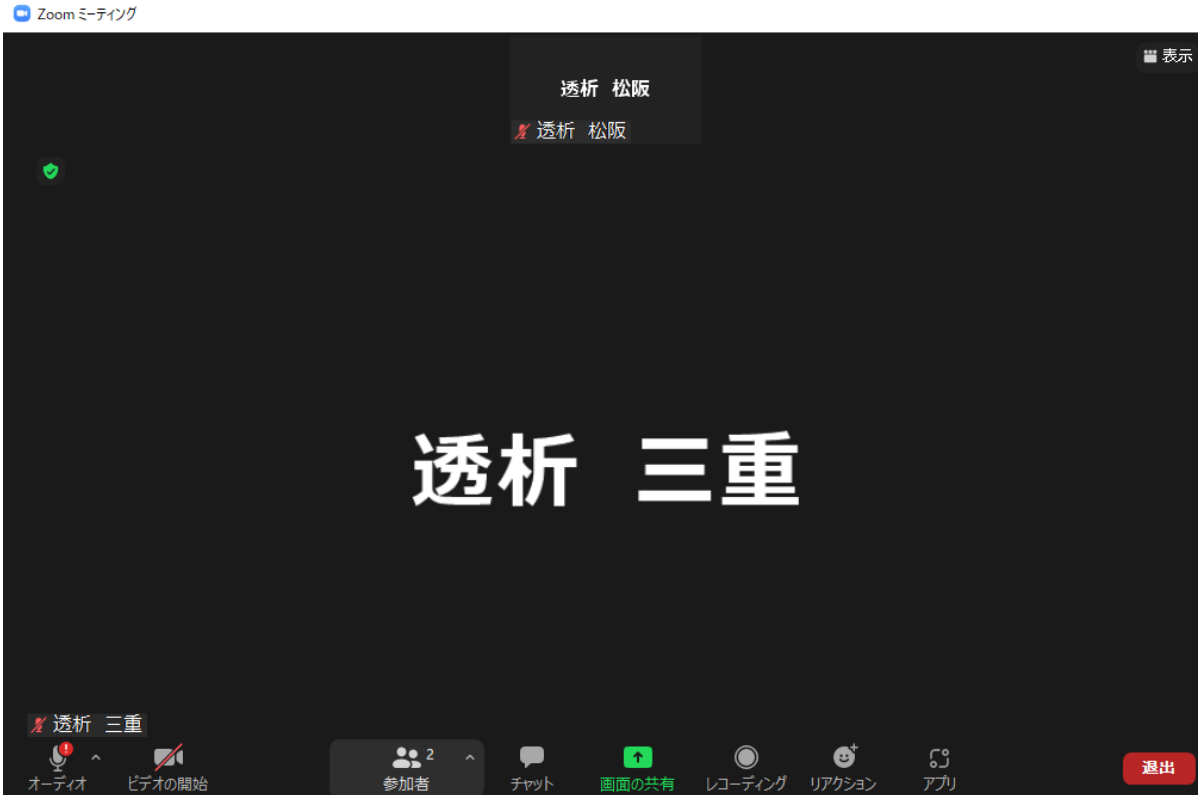 Zoom ミーティング
表示
透析 松阪
透析 松阪
透析 三重
透析 三重
オーディオ
ビデオの開始
2
参加者
チャット
画面の共有
レコーディング
リアクション
アプリ
退出